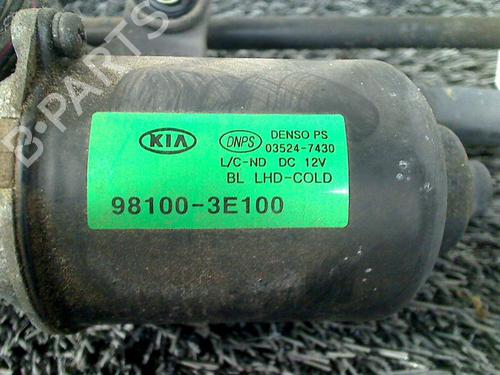 KIA
DNPS
DENSO PS
03524-7430
L/C-ND DC 12V
BL LHD-COLD
98100-3E100
B-PARTS